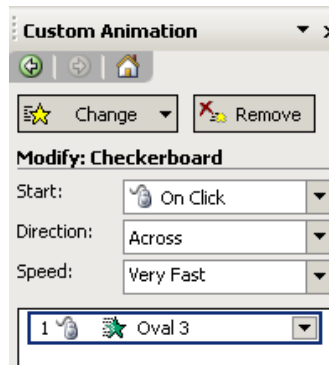 Custom Animation
Change Remove
Modify: Checkerboard
Start: On Click
Direction: Across
Speed: Very Fast
1 Oval 3